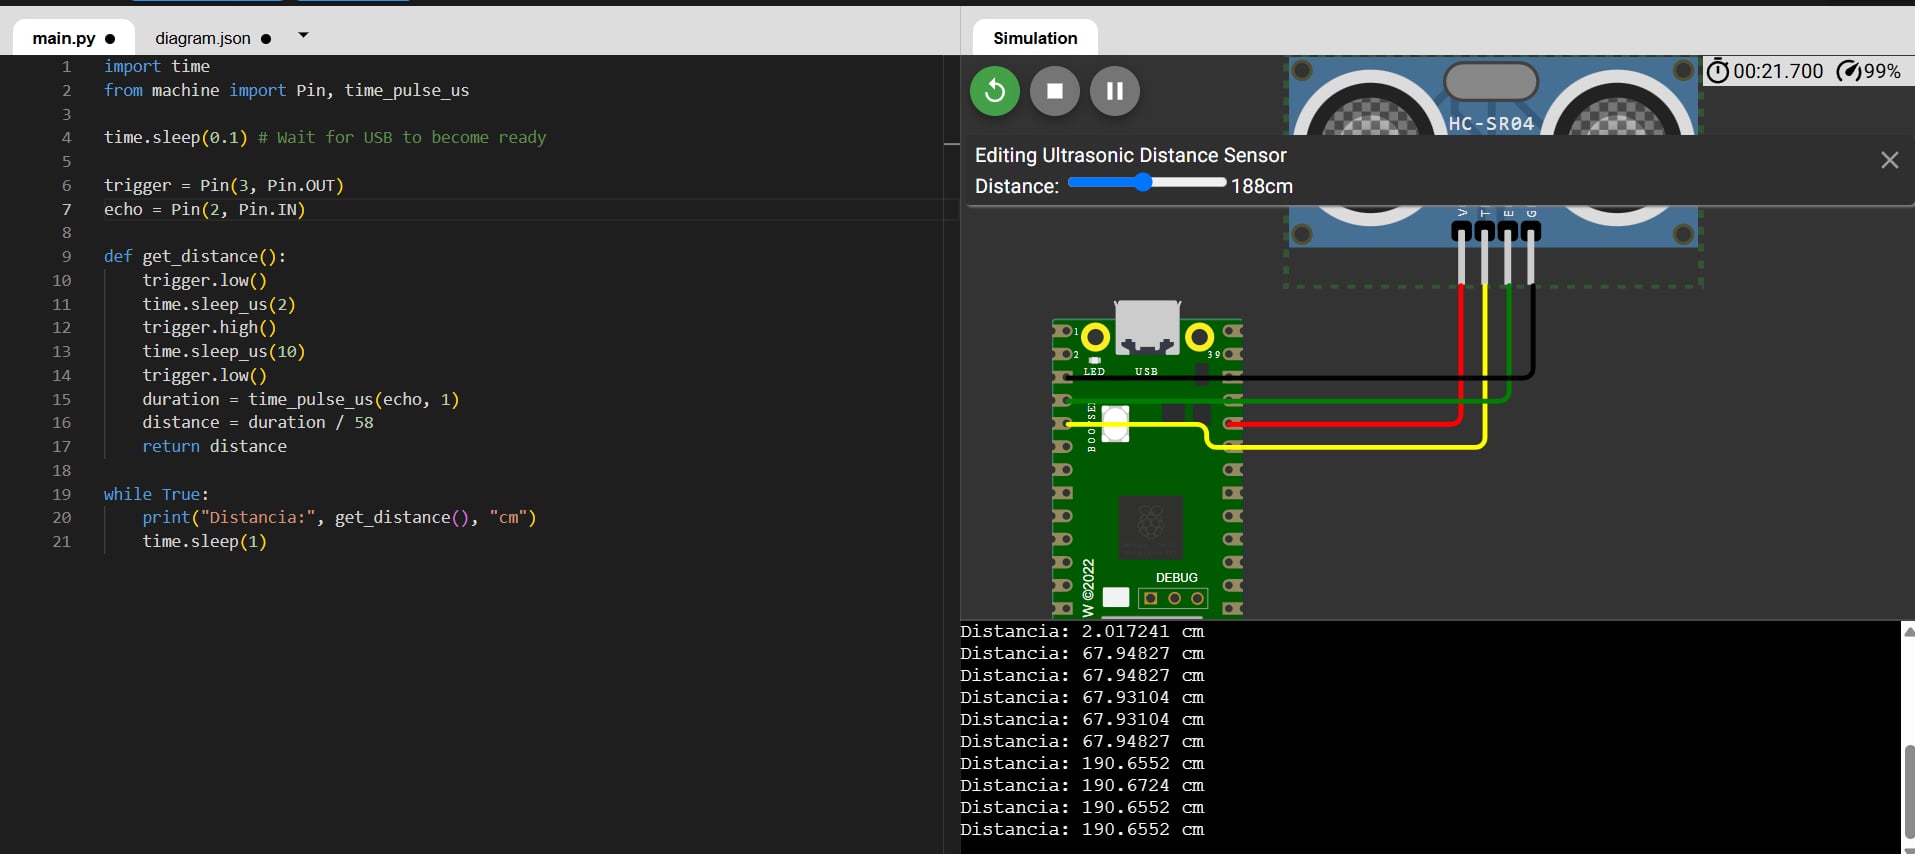 main.py ●
diagram.json ●
1 import time
2 from machine import Pin, time_pulse_us
3
4 time.sleep(0.1) # Wait for USB to become ready
5
6 trigger = Pin(3, Pin.OUT)
7 echo = Pin(2, Pin.IN)
8
9 def get_distance():
10     trigger.low()
11     time.sleep_us(2)
12     trigger.high()
13     time.sleep_us(10)
14     trigger.low()
15     duration = time_pulse_us(echo, 1)
16     distance = duration / 58
17     return distance
18
19 while True:
20     print("Distancia:", get_distance(), "cm")
21     time.sleep(1)
Simulation
00:21.700 99%
HC-SR04
Editing Ultrasonic Distance Sensor
Distance: 188cm
V T E G
1
2
39
LED USB
BOOTSEL
DEBUG
W ©2022
Distancia: 2.017241 cm
Distancia: 67.94827 cm
Distancia: 67.94827 cm
Distancia: 67.93104 cm
Distancia: 67.93104 cm
Distancia: 67.94827 cm
Distancia: 190.6552 cm
Distancia: 190.6724 cm
Distancia: 190.6552 cm
Distancia: 190.6552 cm